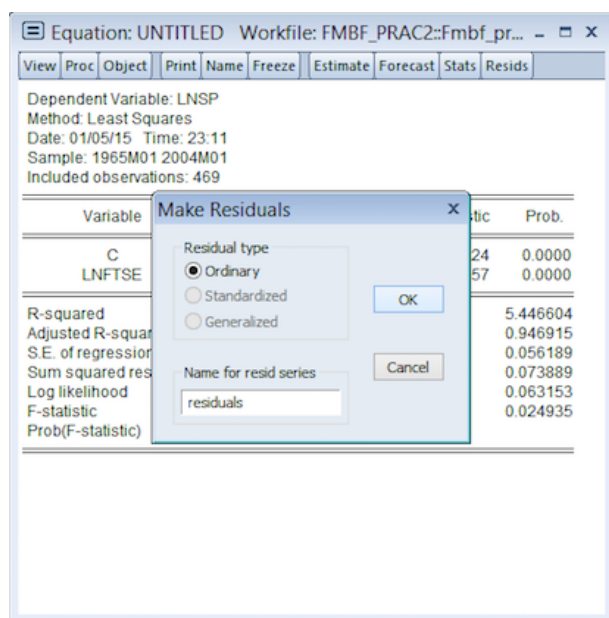 Equation: UNTITLED Workfile: FMBF_PRAC2::Fmbf_pr...
View Proc Object Print Name Freeze Estimate Forecast Stats Resids
Dependent Variable: LNSP
Method: Least Squares
Date: 01/05/15 Time: 23:11
Sample: 1965M01 2004M01
Included observations: 469
Variable tic Prob.
C 24 0.0000
LNFTSE 57 0.0000
R-squared 5.446604
Adjusted R-squar 0.946915
S.E. of regression 0.056189
Sum squared res 0.073889
Log likelihood 0.063153
F-statistic 0.024935
Prob(F-statistic)
Make Residuals x
Residual type
Ordinary
Standardized
Generalized
OK
Name for resid series
Cancel
residuals